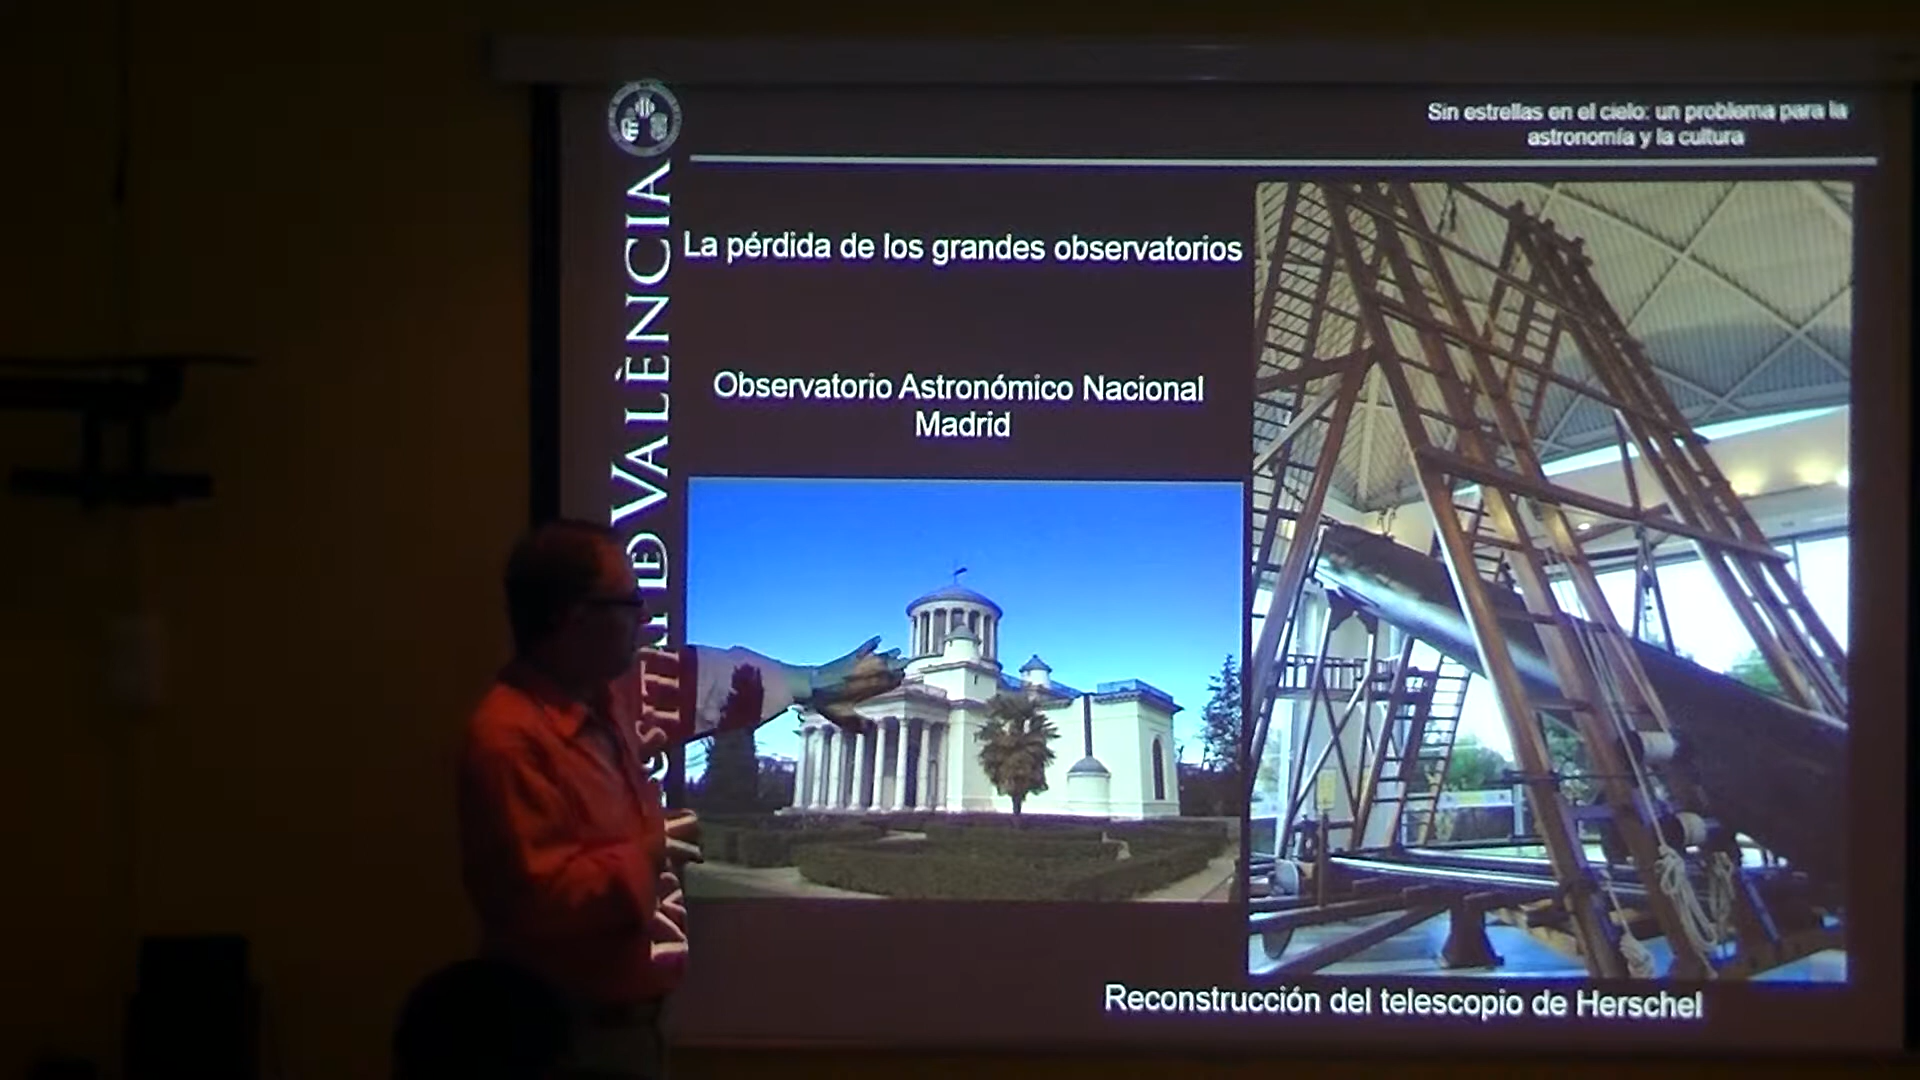 Sin estrellas en el cielo: un problema para la
astronomía y la cultura
La pérdida de los grandes observatorios
Observatorio Astronómico Nacional
Madrid
Reconstrucción del telescopio de Herschel
DE VALÈNCIA